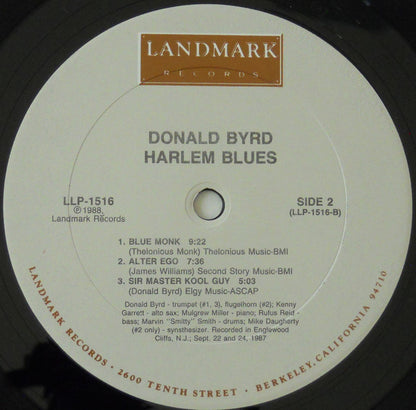 LANDMARK
RECORDS
DONALD BYRD
HARLEM BLUES
LLP-1516
℗ 1988,
Landmark Records
SIDE 2
(LLP-1516-B)
1. BLUE MONK 9:22
(Thelonious Monk) Thelonious Music-BMI
2. ALTER EGO 7:36
(James Williams) Second Story Music-BMI
3. SIR MASTER KOOL GUY 5:03
(Donald Byrd) Elgy Music-ASCAP
Donald Byrd - trumpet (#1, 3), flugelhorn (#2); Kenny
Garrett - alto sax; Mulgrew Miller - piano; Rufus Reid -
bass; Marvin "Smitty" Smith - drums; Mike Daugherty
(#2 only) - synsthesizer. Recorded in Englewood
Cliffs, N.J.; Sept. 22 and 24, 1987
LANDMARK RECORDS • 2600 TENTH STREET • BERKELEY, CALIFORNIA 94710